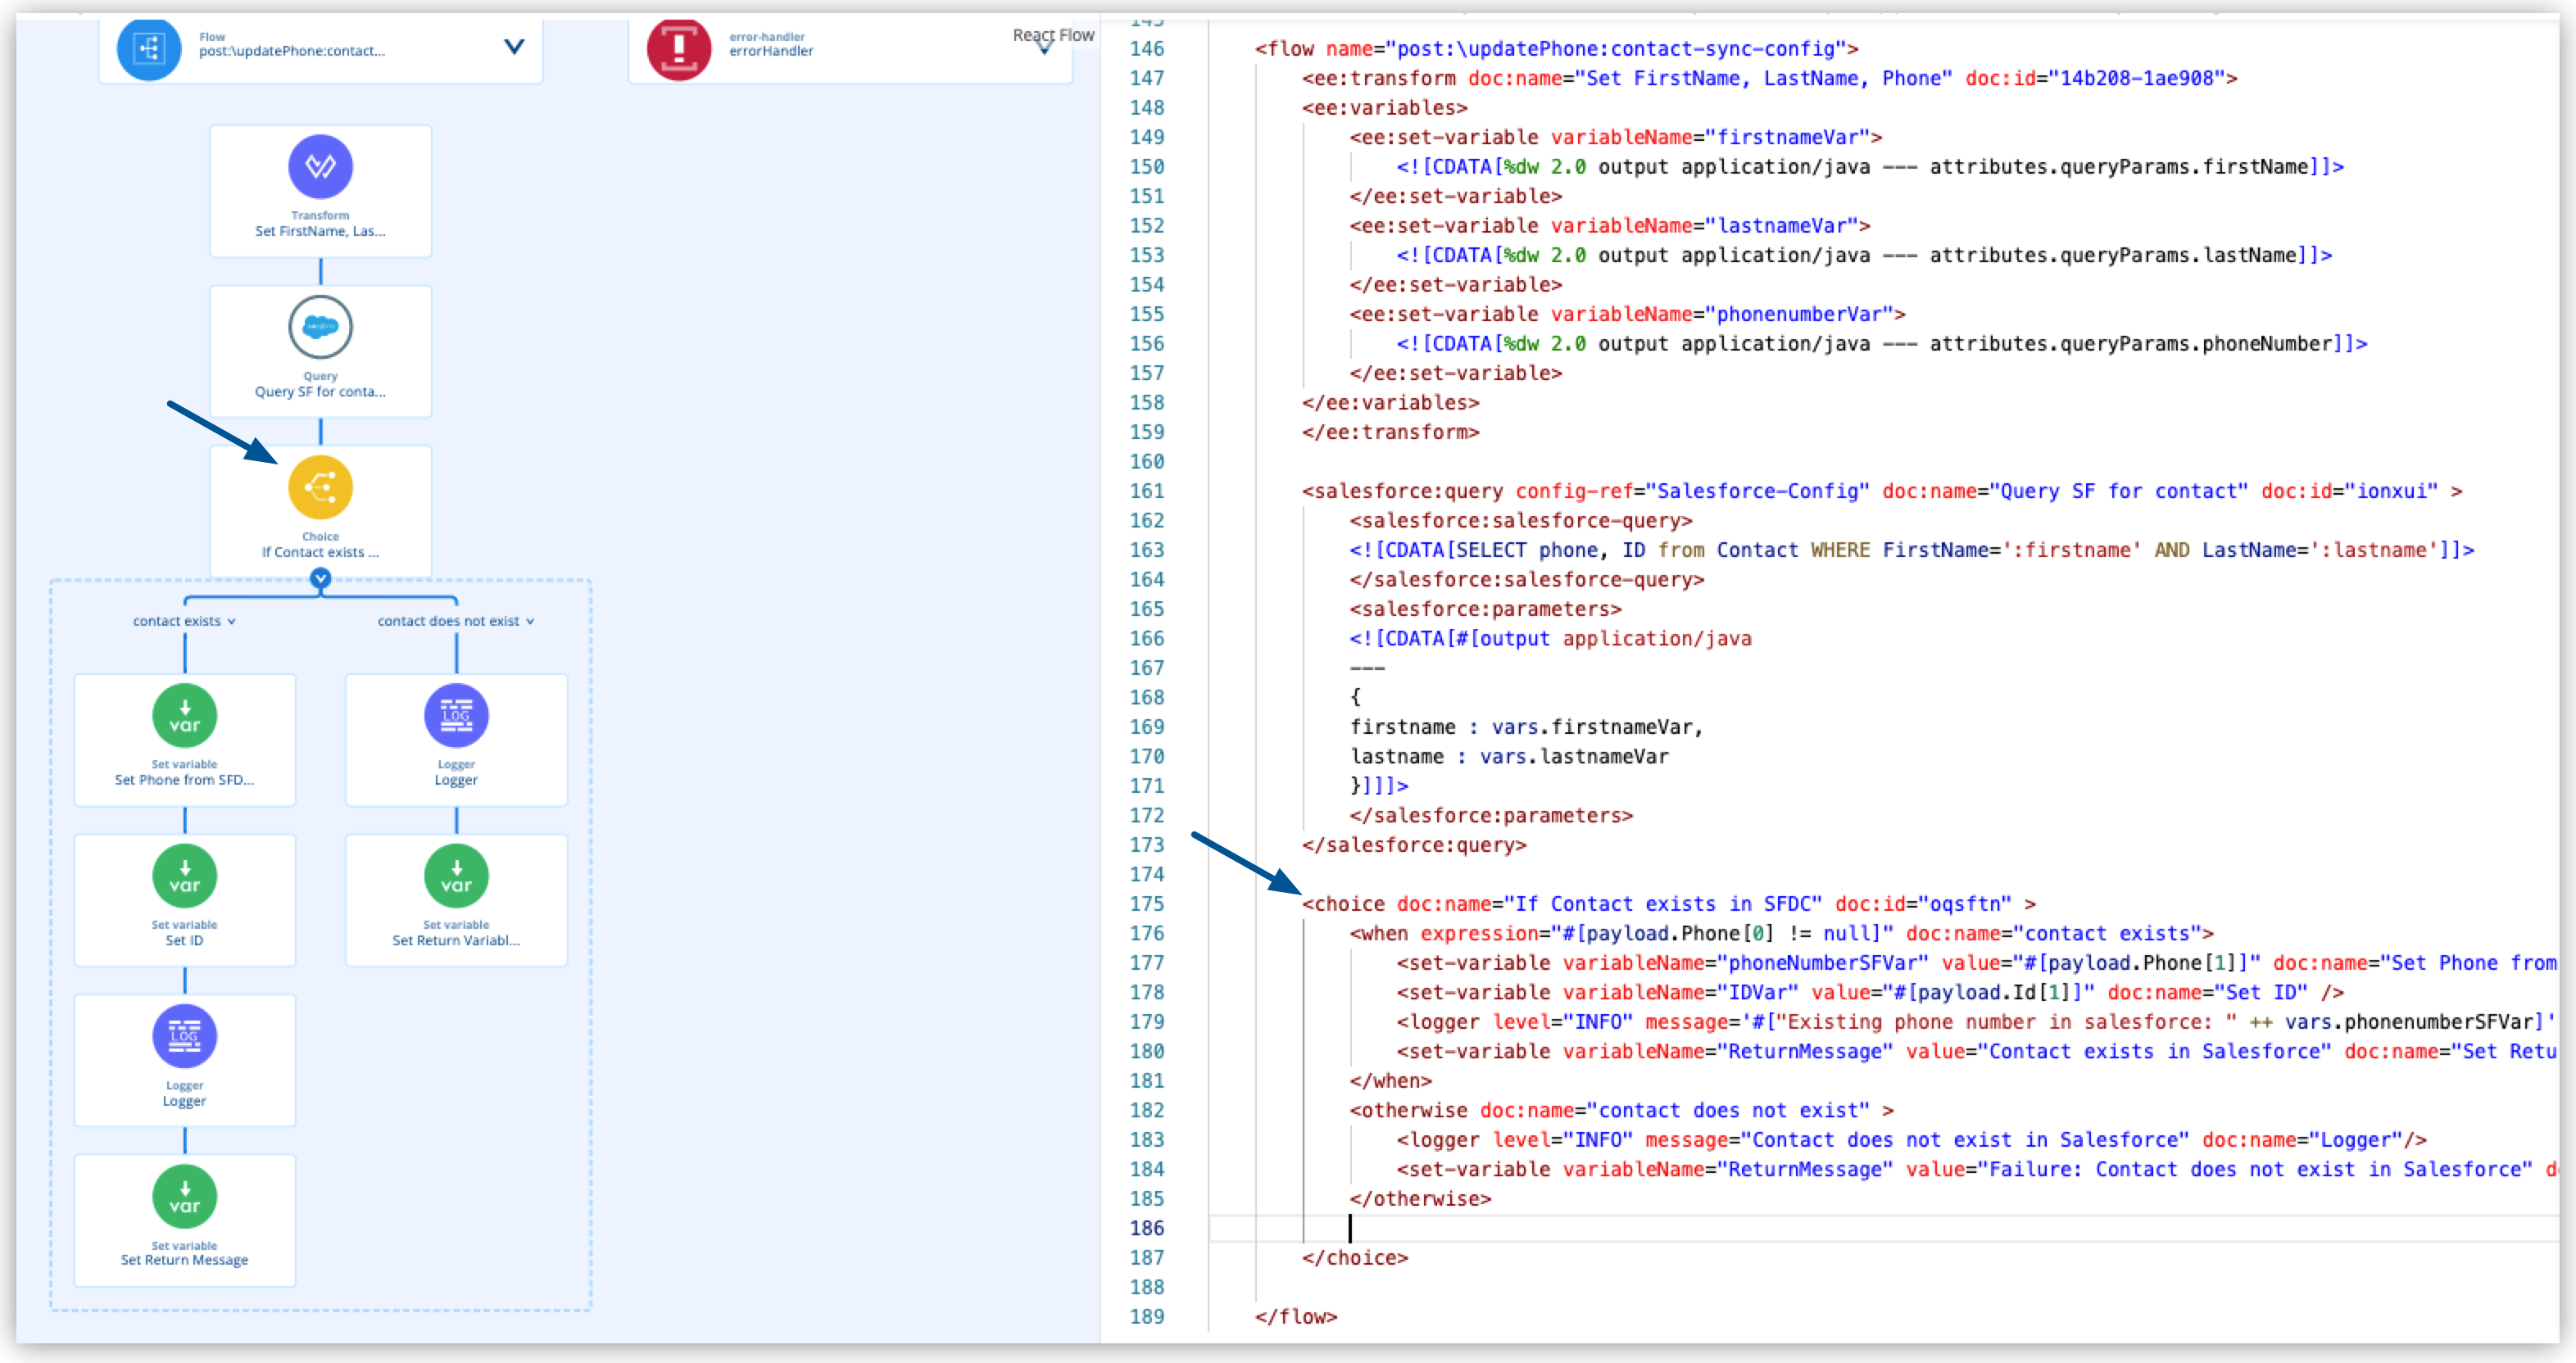 Flow
post:\updatePhone:contact...
error-handler
errorHandler
React Flow
Transform
Set FirstName, Las...
Query
Query SF for conta...
Choice
If Contact exists ...
contact exists
contact does not exist
var
Set variable
Set Phone from SFD...
LOG
Logger
Logger
var
Set variable
Set ID
var
Set variable
Set Return Variabl...
LOG
Logger
Logger
var
Set variable
Set Return Message
145
146 <flow name="post:\updatePhone:contact-sync-config">
147 <ee:transform doc:name="Set FirstName, LastName, Phone" doc:id="14b208-1ae908">
148 <ee:variables>
149 <ee:set-variable variableName="firstnameVar">
150 <![CDATA[%dw 2.0 output application/java --- attributes.queryParams.firstName]]>
151 </ee:set-variable>
152 <ee:set-variable variableName="lastnameVar">
153 <![CDATA[%dw 2.0 output application/java --- attributes.queryParams.lastName]]>
154 </ee:set-variable>
155 <ee:set-variable variableName="phonenumberVar">
156 <![CDATA[%dw 2.0 output application/java --- attributes.queryParams.phoneNumber]]>
157 </ee:set-variable>
158 </ee:variables>
159 </ee:transform>
160
161 <salesforce:query config-ref="Salesforce-Config" doc:name="Query SF for contact" doc:id="ionxui" >
162 <salesforce:salesforce-query>
163 <![CDATA[SELECT phone, ID from Contact WHERE FirstName=':firstname' AND LastName=':lastname']]>
164 </salesforce:salesforce-query>
165 <salesforce:parameters>
166 <![CDATA[#[output application/java
167 ---
168 {
169 firstname : vars.firstnameVar,
170 lastname : vars.lastnameVar
171 }]]]>
172 </salesforce:parameters>
173 </salesforce:query>
174
175 <choice doc:name="If Contact exists in SFDC" doc:id="oqsftn" >
176 <when expression="#[payload.Phone[0] != null]" doc:name="contact exists">
177 <set-variable variableName="phoneNumberSFVar" value="#[payload.Phone[1]]" doc:name="Set Phone from
178 <set-variable variableName="IDVar" value="#[payload.Id[1]]" doc:name="Set ID" />
179 <logger level="INFO" message='#["Existing phone number in salesforce: " ++ vars.phonenumberSFVar]'
180 <set-variable variableName="ReturnMessage" value="Contact exists in Salesforce" doc:name="Set Retu
181 </when>
182 <otherwise doc:name="contact does not exist" >
183 <logger level="INFO" message="Contact does not exist in Salesforce" doc:name="Logger"/>
184 <set-variable variableName="ReturnMessage" value="Failure: Contact does not exist in Salesforce" d
185 </otherwise>
186
187 </choice>
188
189 </flow>